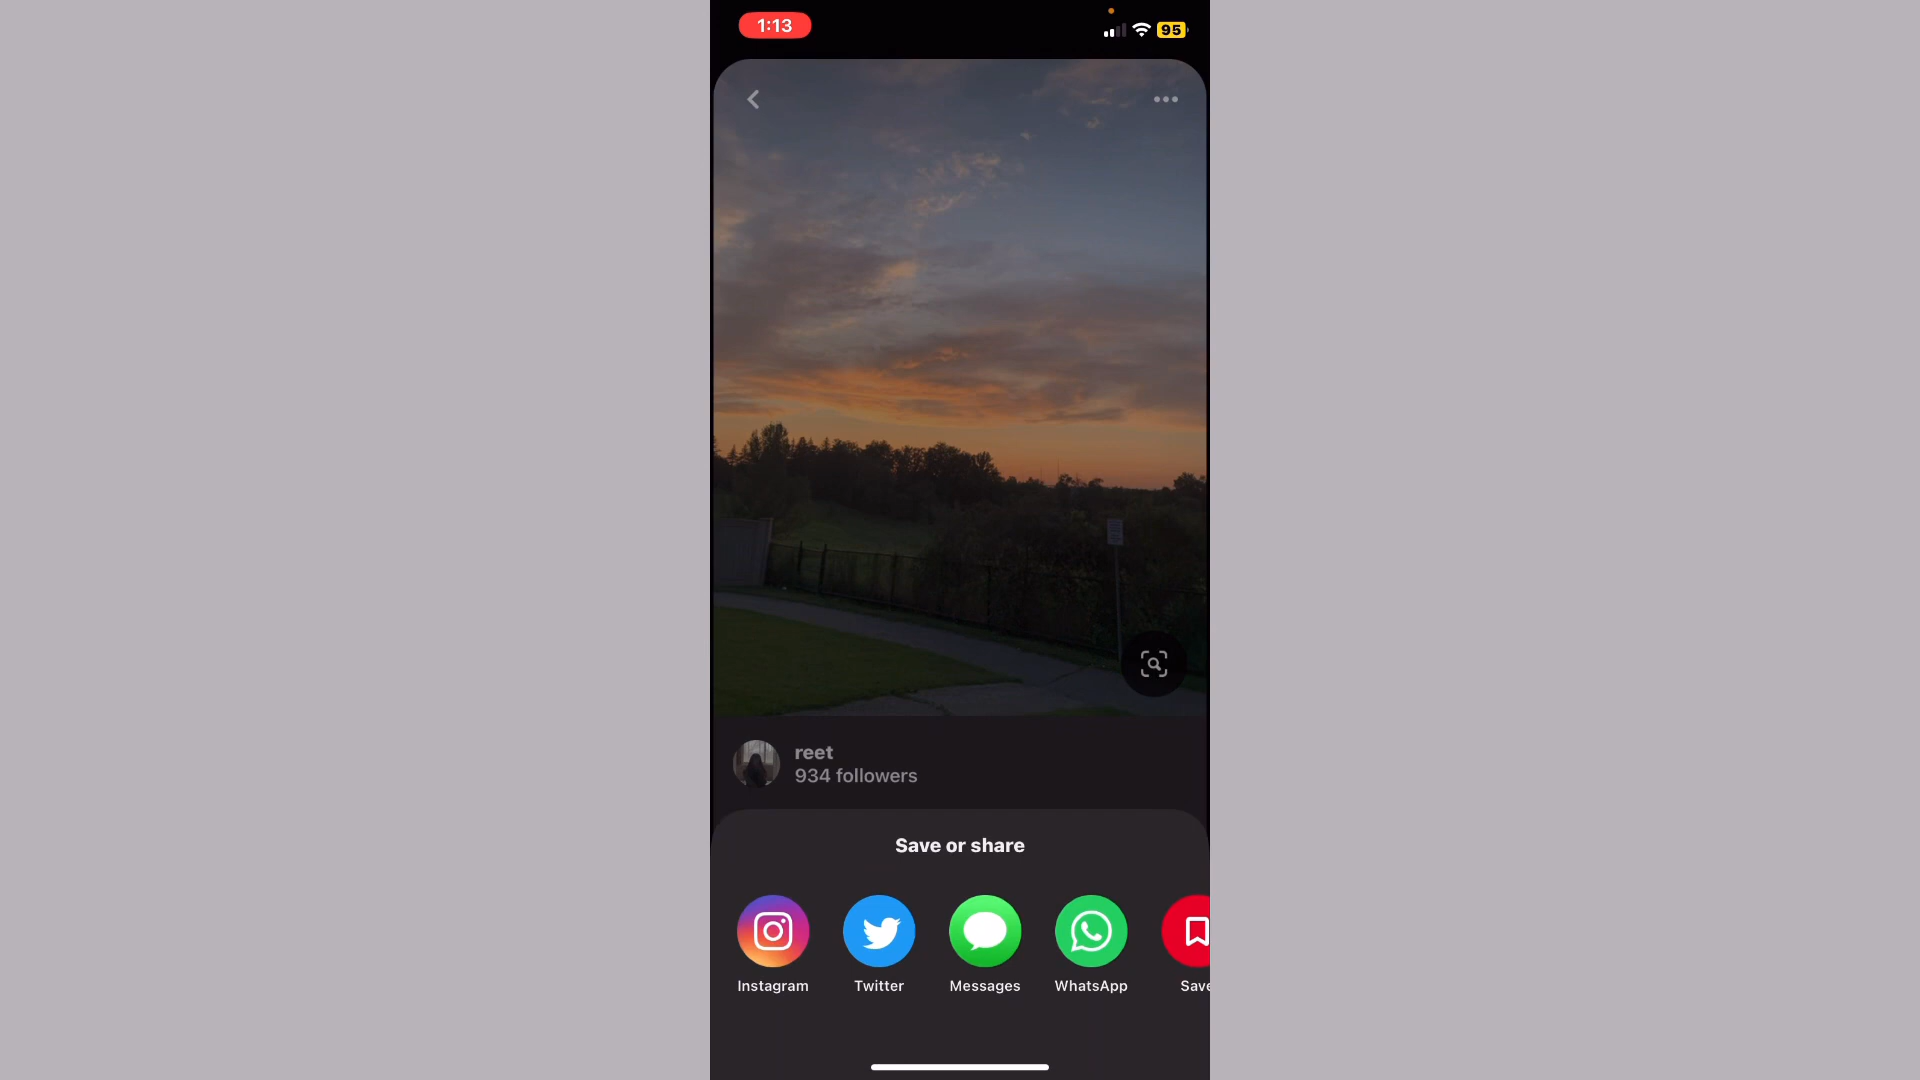 1:13
95
reet
934 followers
Save or share
Instagram
Twitter
Messages
WhatsApp
Save